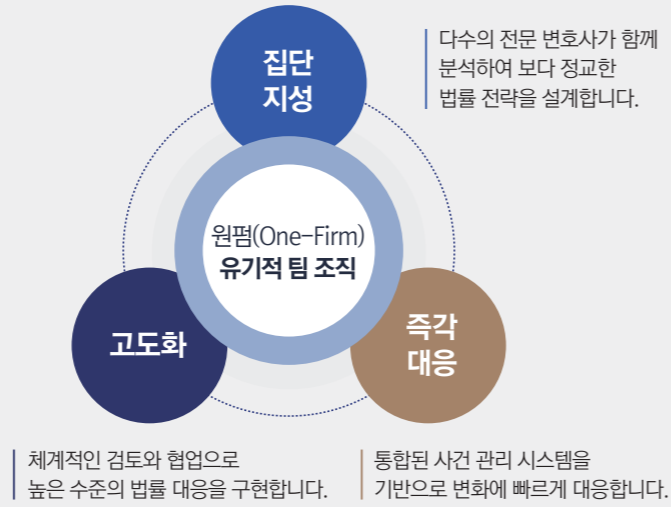 집단
지성
다수의 전문 변호사가 함께
분석하여 보다 정교한
법률 전략을 설계합니다.
원펌(One-Firm)
유기적 팀 조직
고도화
즉각
대응
체계적인 검토와 협업으로
높은 수준의 법률 대응을 구현합니다.
통합된 사건 관리 시스템을
기반으로 변화에 빠르게 대응합니다.